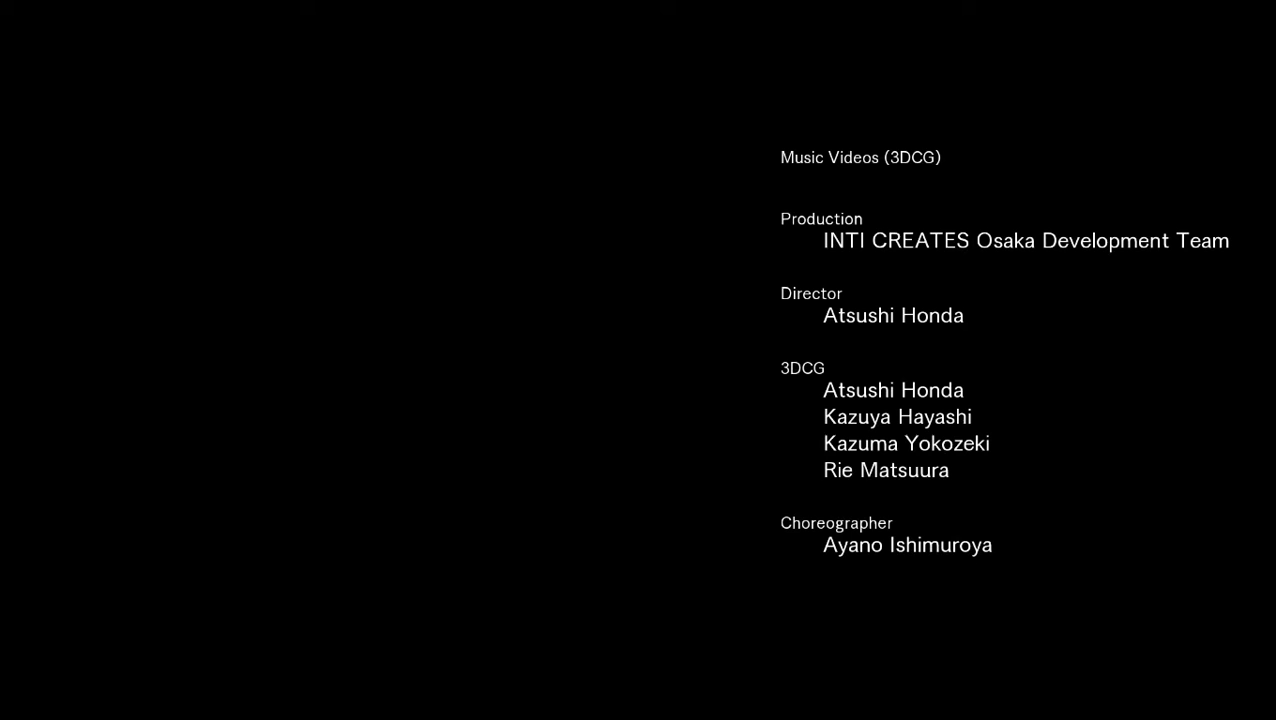 Music Videos (3DCG)
Production
INTI CREATES Osaka Development Team
Director
Atsushi Honda
3DCG
Atsushi Honda
Kazuya Hayashi
Kazuma Yokozeki
Rie Matsuura
Choreographer
Ayano Ishimuroya